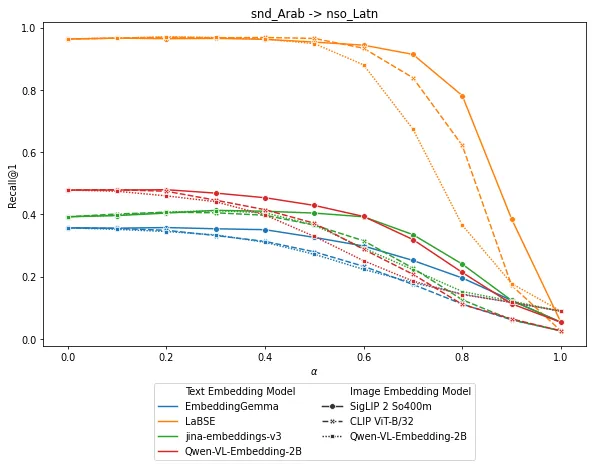 snd_Arab -> nso_Latn
Recall@1
1.0
0.8
0.6
0.4
0.2
0.0
0.0 0.2 0.4 0.6 0.8 1.0
α
Text Embedding Model Image Embedding Model
EmbeddingGemma SigLIP 2 So400m
LaBSE CLIP ViT-B/32
jina-embeddings-v3 Qwen-VL-Embedding-2B
Qwen-VL-Embedding-2B